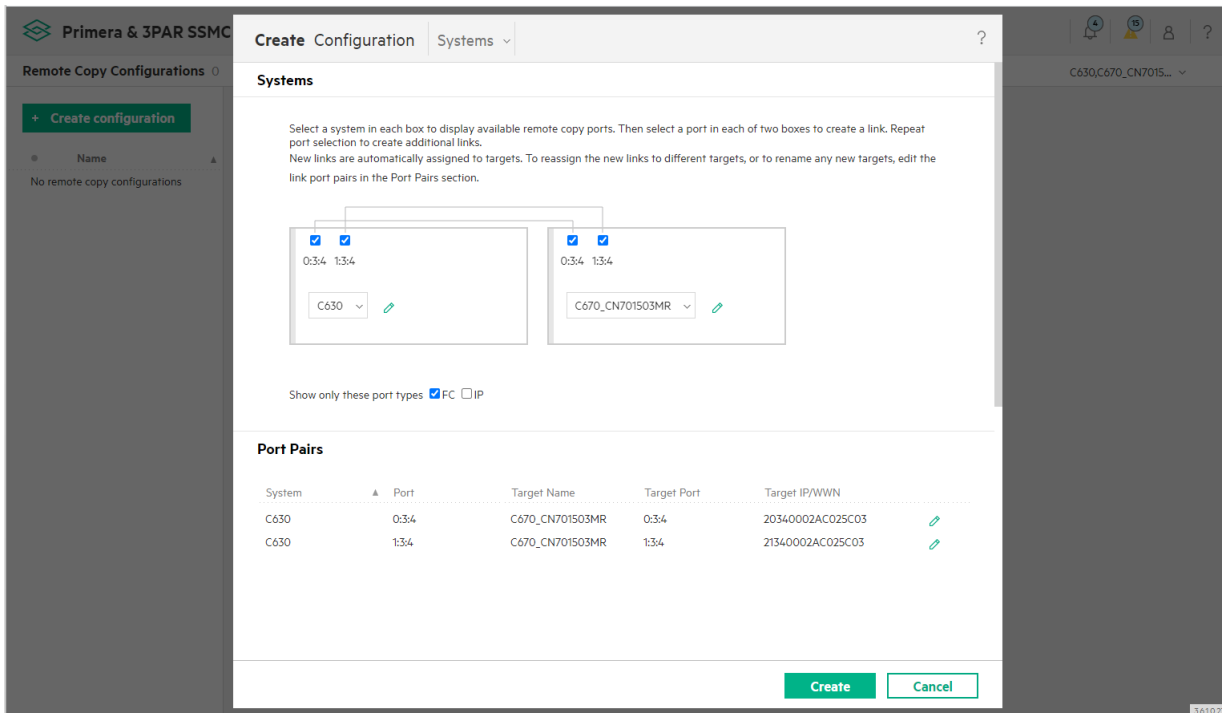 Primera & 3PAR SSMC
4
15
?
Remote Copy Configurations 0
C630,C670_CN7015...
+ Create configuration
Name
No remote copy configurations
Create Configuration Systems
?
Systems
Select a system in each box to display available remote copy ports. Then select a port in each of two boxes to create a link. Repeat
port selection to create additional links.
New links are automatically assigned to targets. To reassign the new links to different targets, or to rename any new targets, edit the
link port pairs in the Port Pairs section.
0:3:4 1:3:4
0:3:4 1:3:4
C630
C670_CN701503MR
Show only these port types FC IP
Port Pairs
System Port Target Name Target Port Target IP/WWN
C630 0:3:4 C670_CN701503MR 0:3:4 20340002AC025C03
C630 1:3:4 C670_CN701503MR 1:3:4 21340002AC025C03
Create Cancel